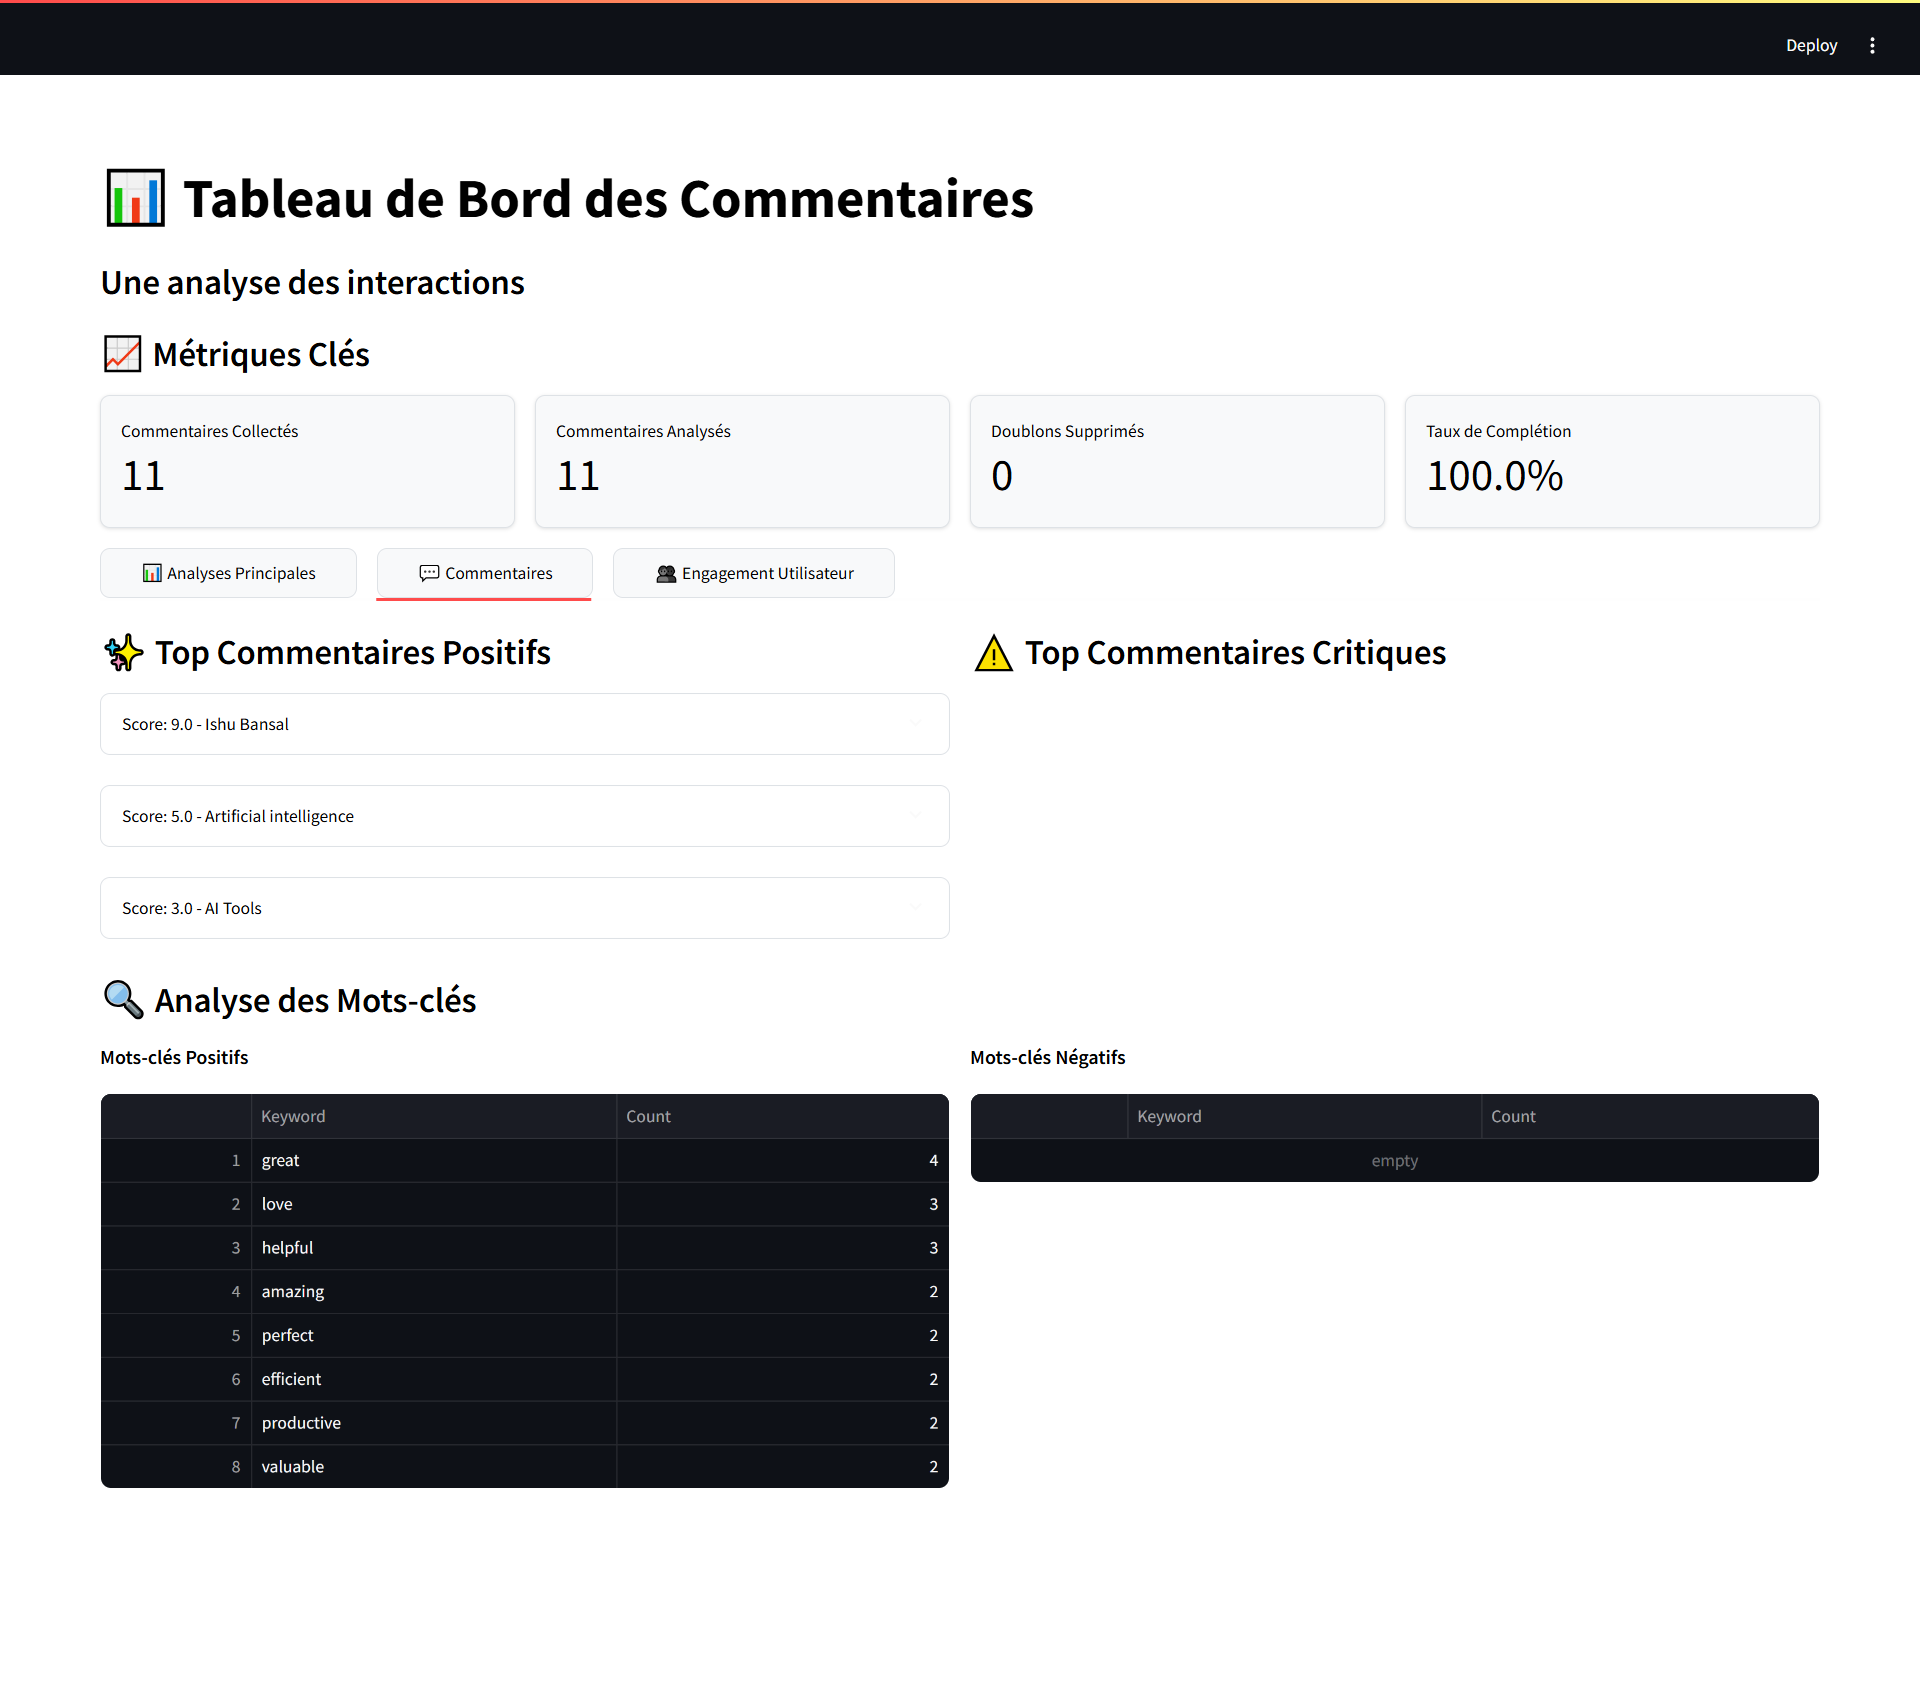 Deploy
Tableau de Bord des Commentaires
Une analyse des interactions
Métriques Clés
Commentaires Collectés
11
Commentaires Analysés
11
Doublons Supprimés
0
Taux de Complétion
100.0%
Analyses Principales
Commentaires
Engagement Utilisateur
Top Commentaires Positifs
Score: 9.0 - Ishu Bansal
Score: 5.0 - Artificial intelligence
Score: 3.0 - AI Tools
Top Commentaires Critiques
Analyse des Mots-clés
Mots-clés Positifs
Keyword Count
1 great 4
2 love 3
3 helpful 3
4 amazing 2
5 perfect 2
6 efficient 2
7 productive 2
8 valuable 2
Mots-clés Négatifs
Keyword Count
empty